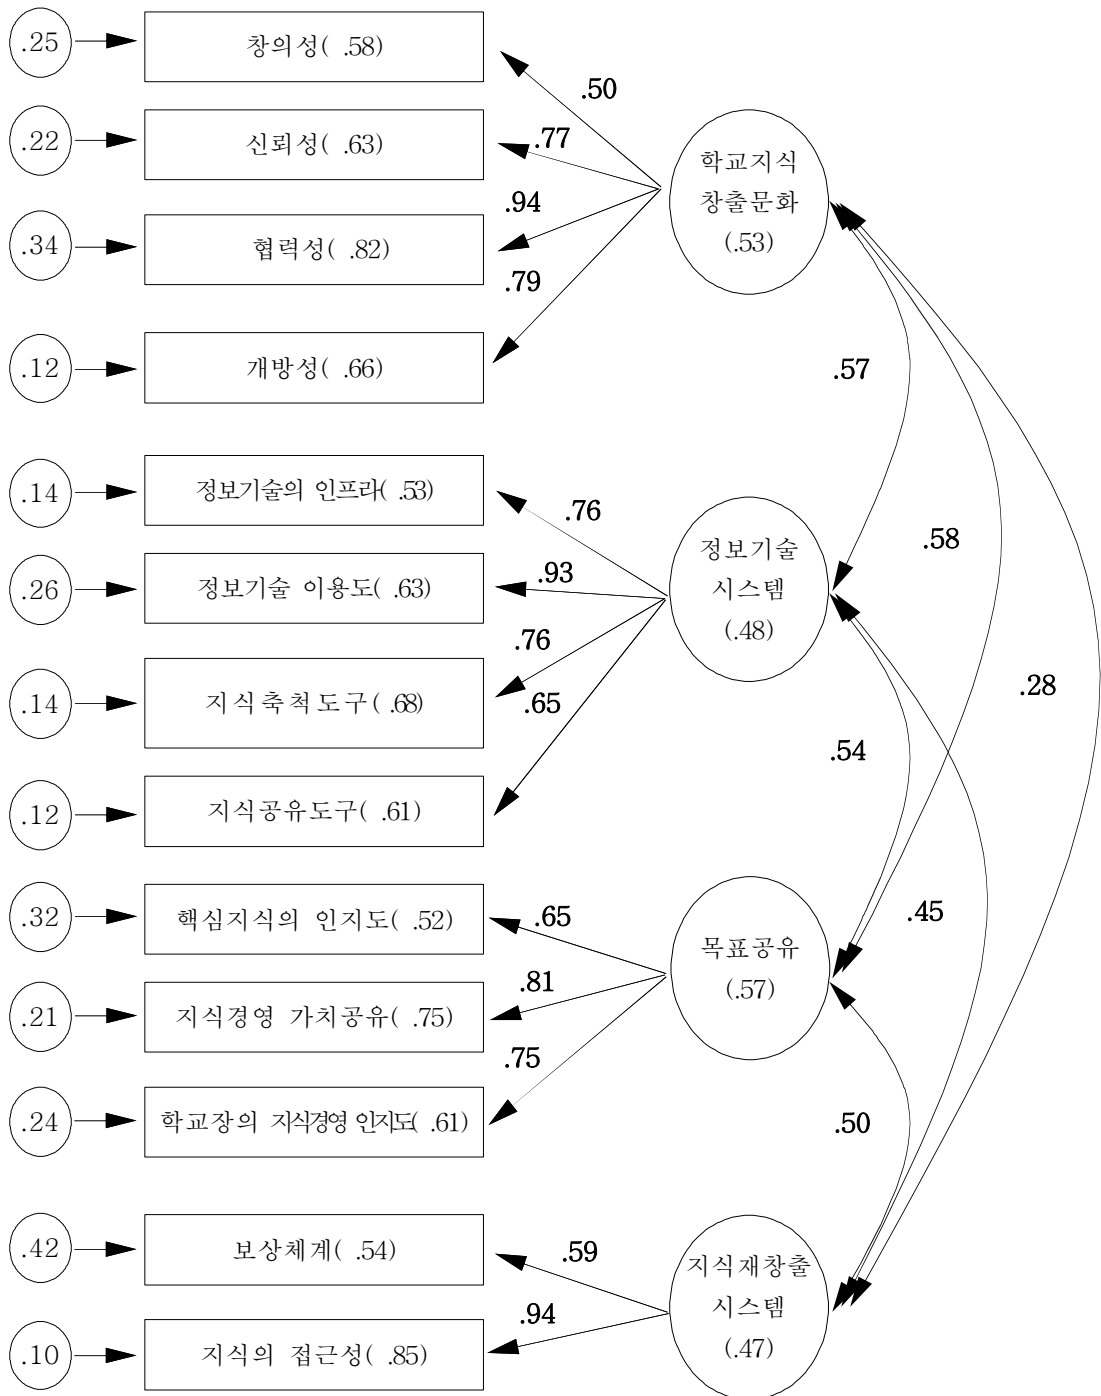 .25
창의성( .58)
.50
.22
신뢰성( .63)
.77
학교지식
창출문화
(.53)
.34
협력성( .82)
.94
.79
.12
개방성( .66)
.57
.14
정보기술의 인프라( .53)
.76
정보기술
시스템
(.48)
.58
.26
정보기술 이용도( .63)
.93
.76
.28
.14
지식축척도구( .68)
.65
.54
.12
지식공유도구( .61)
.32
핵심지식의 인지도( .52)
.65
.45
목표공유
(.57)
.21
지식경영 가치공유( .75)
.81
.75
.24
학교장의 지식경영 인지도( .61)
.50
.42
보상체계( .54)
.59
지식재창출
시스템
(.47)
.94
.10
지식의 접근성( .85)